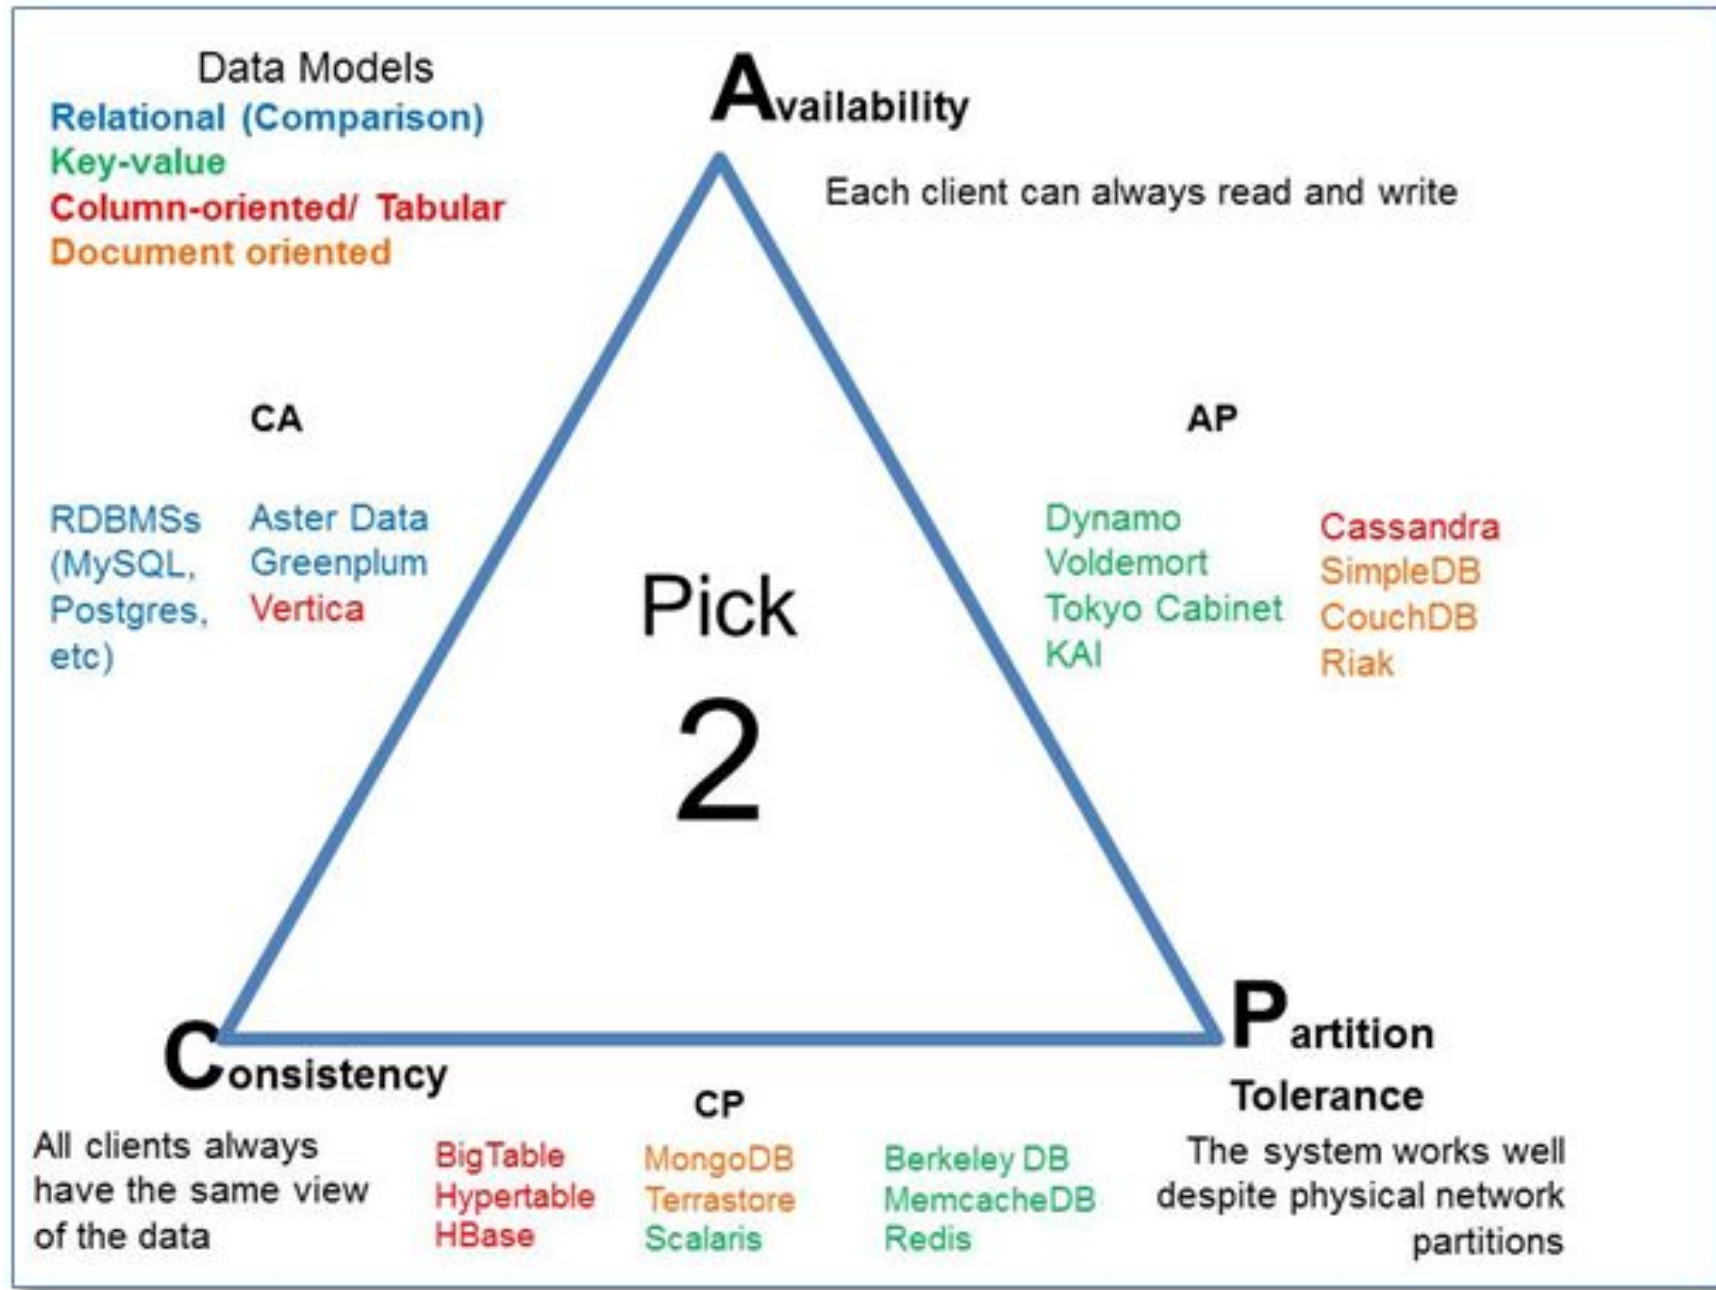 Data Models
Relational (Comparison)
Key-value
Column-oriented/ Tabular
Document oriented
Availability
Each client can always read and write
CA
RDBMSs
(MySQL,
Postgres,
etc)
Aster Data
Greenplum
Vertica
Pick
2
AP
Dynamo
Voldemort
Tokyo Cabinet
KAI
Cassandra
SimpleDB
CouchDB
Riak
Consistency
All clients always
have the same view
of the data
CP
BigTable
Hypertable
HBase
MongoDB
Terrastore
Scalaris
Berkeley DB
MemcacheDB
Redis
Partition
Tolerance
The system works well
despite physical network
partitions